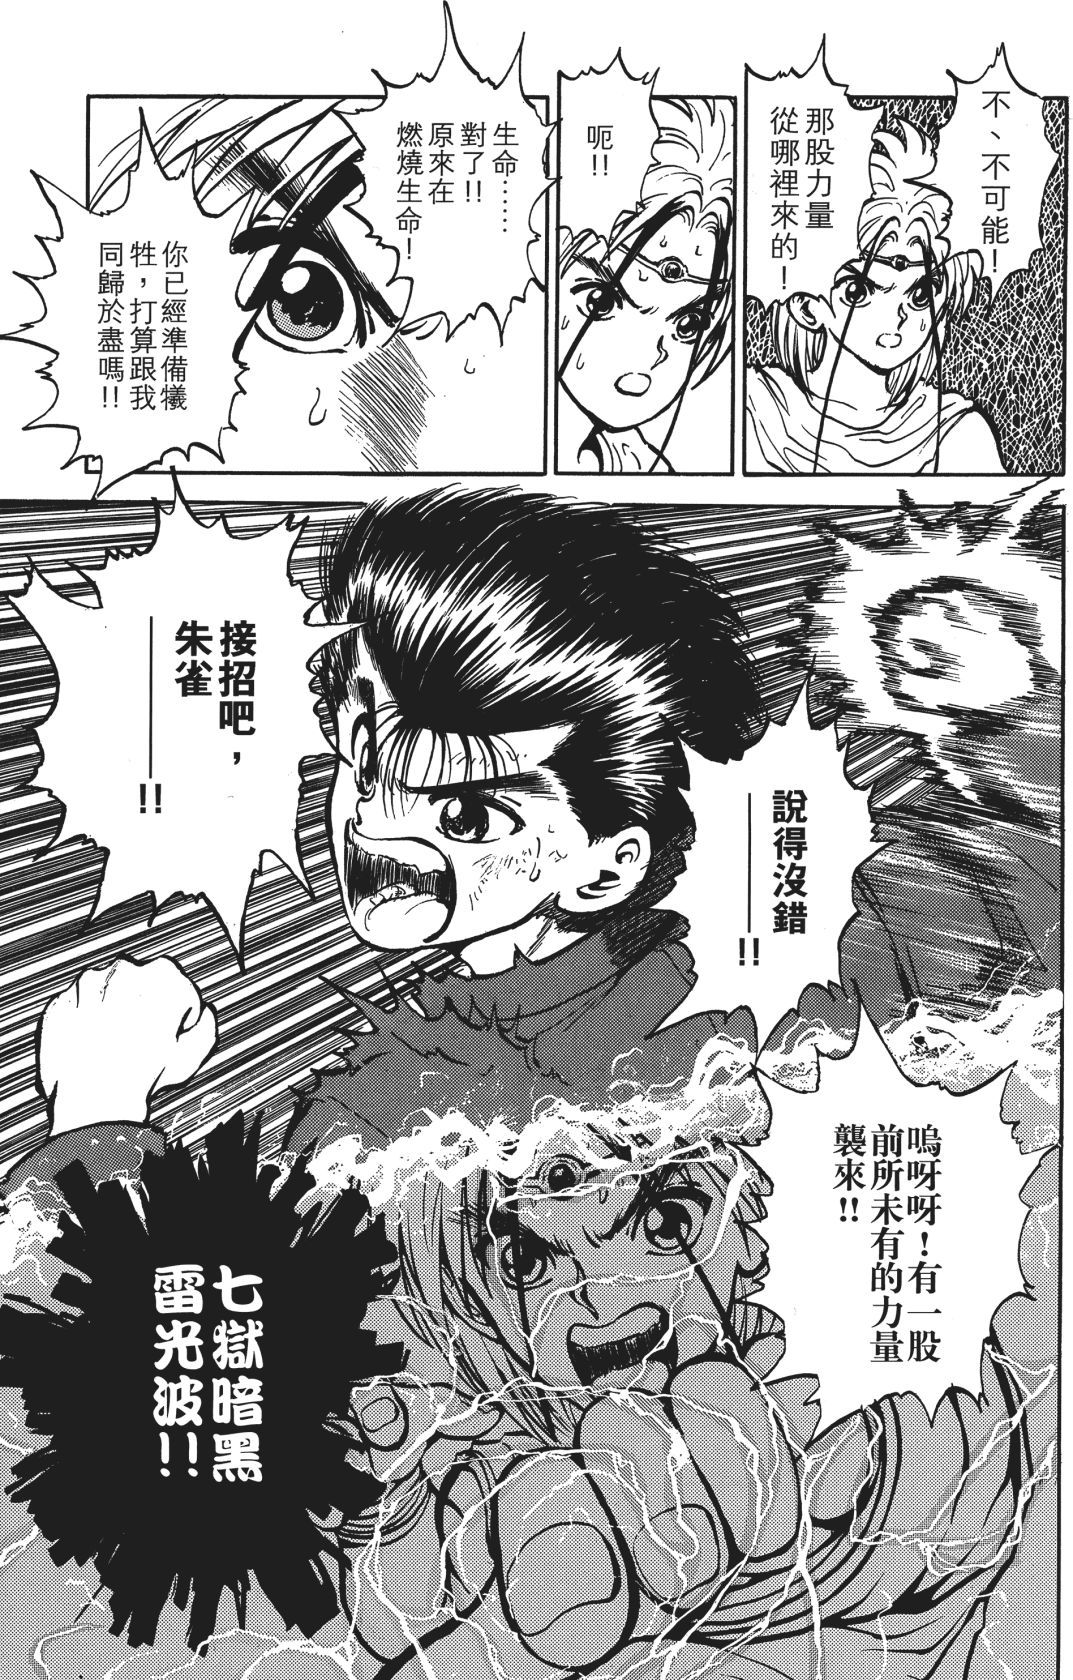 不、不可能！
那股力量
從哪裡來的！
呃!!
生命……
對了!!
原來在
燃燒生命！
你已經準備犧
牲，打算跟我
同歸於盡嗎!!
說得沒錯
——!!
接招吧，
朱雀
——!!
嗚呀呀！有一股
前所未有的力量
襲來!!
七獄暗黑
雷光波!!